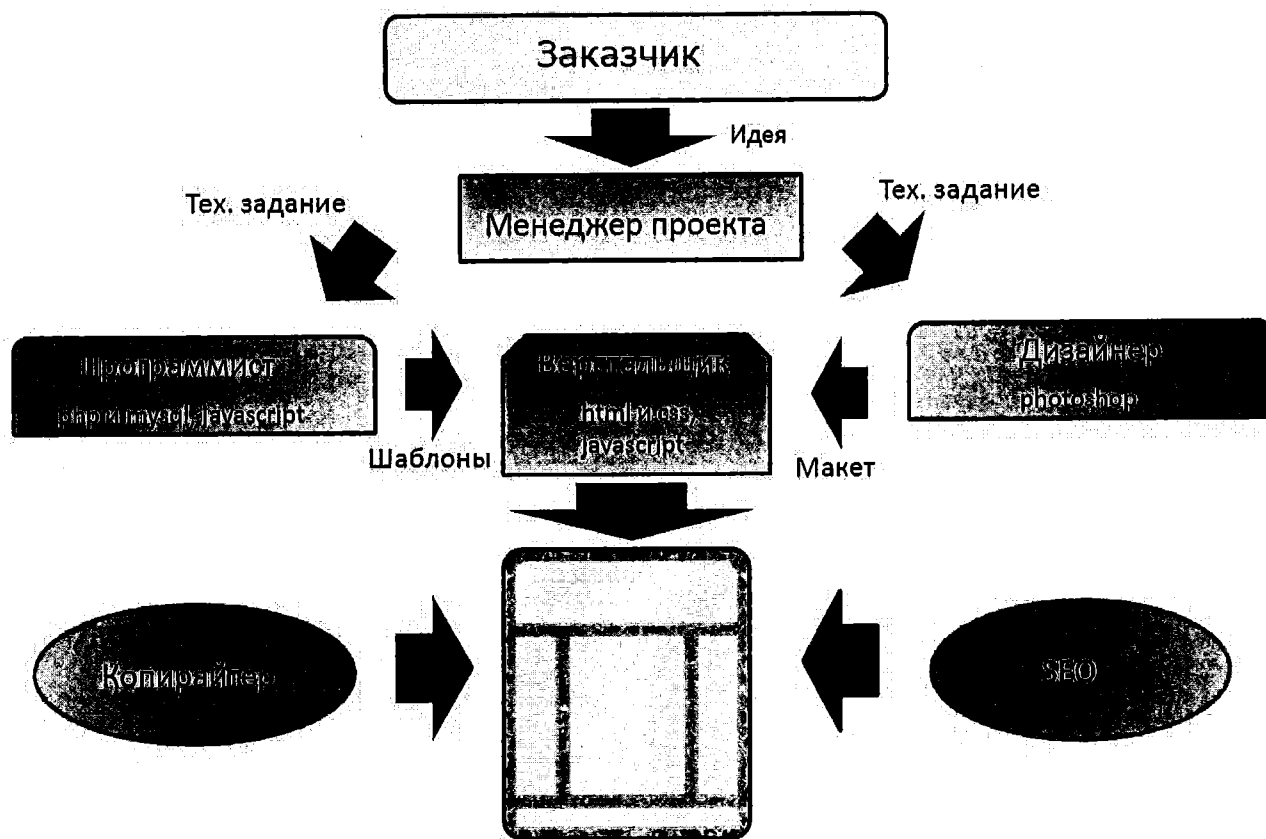 Заказчик
Идея
Тех. задание
Тех. задание
Менеджер проекта
Программист
php и mysql, javascript
Верстальщик
html и css,
javascript
Дизайнер
photoshop
Шаблоны
Макет
Копирайтер
SEO